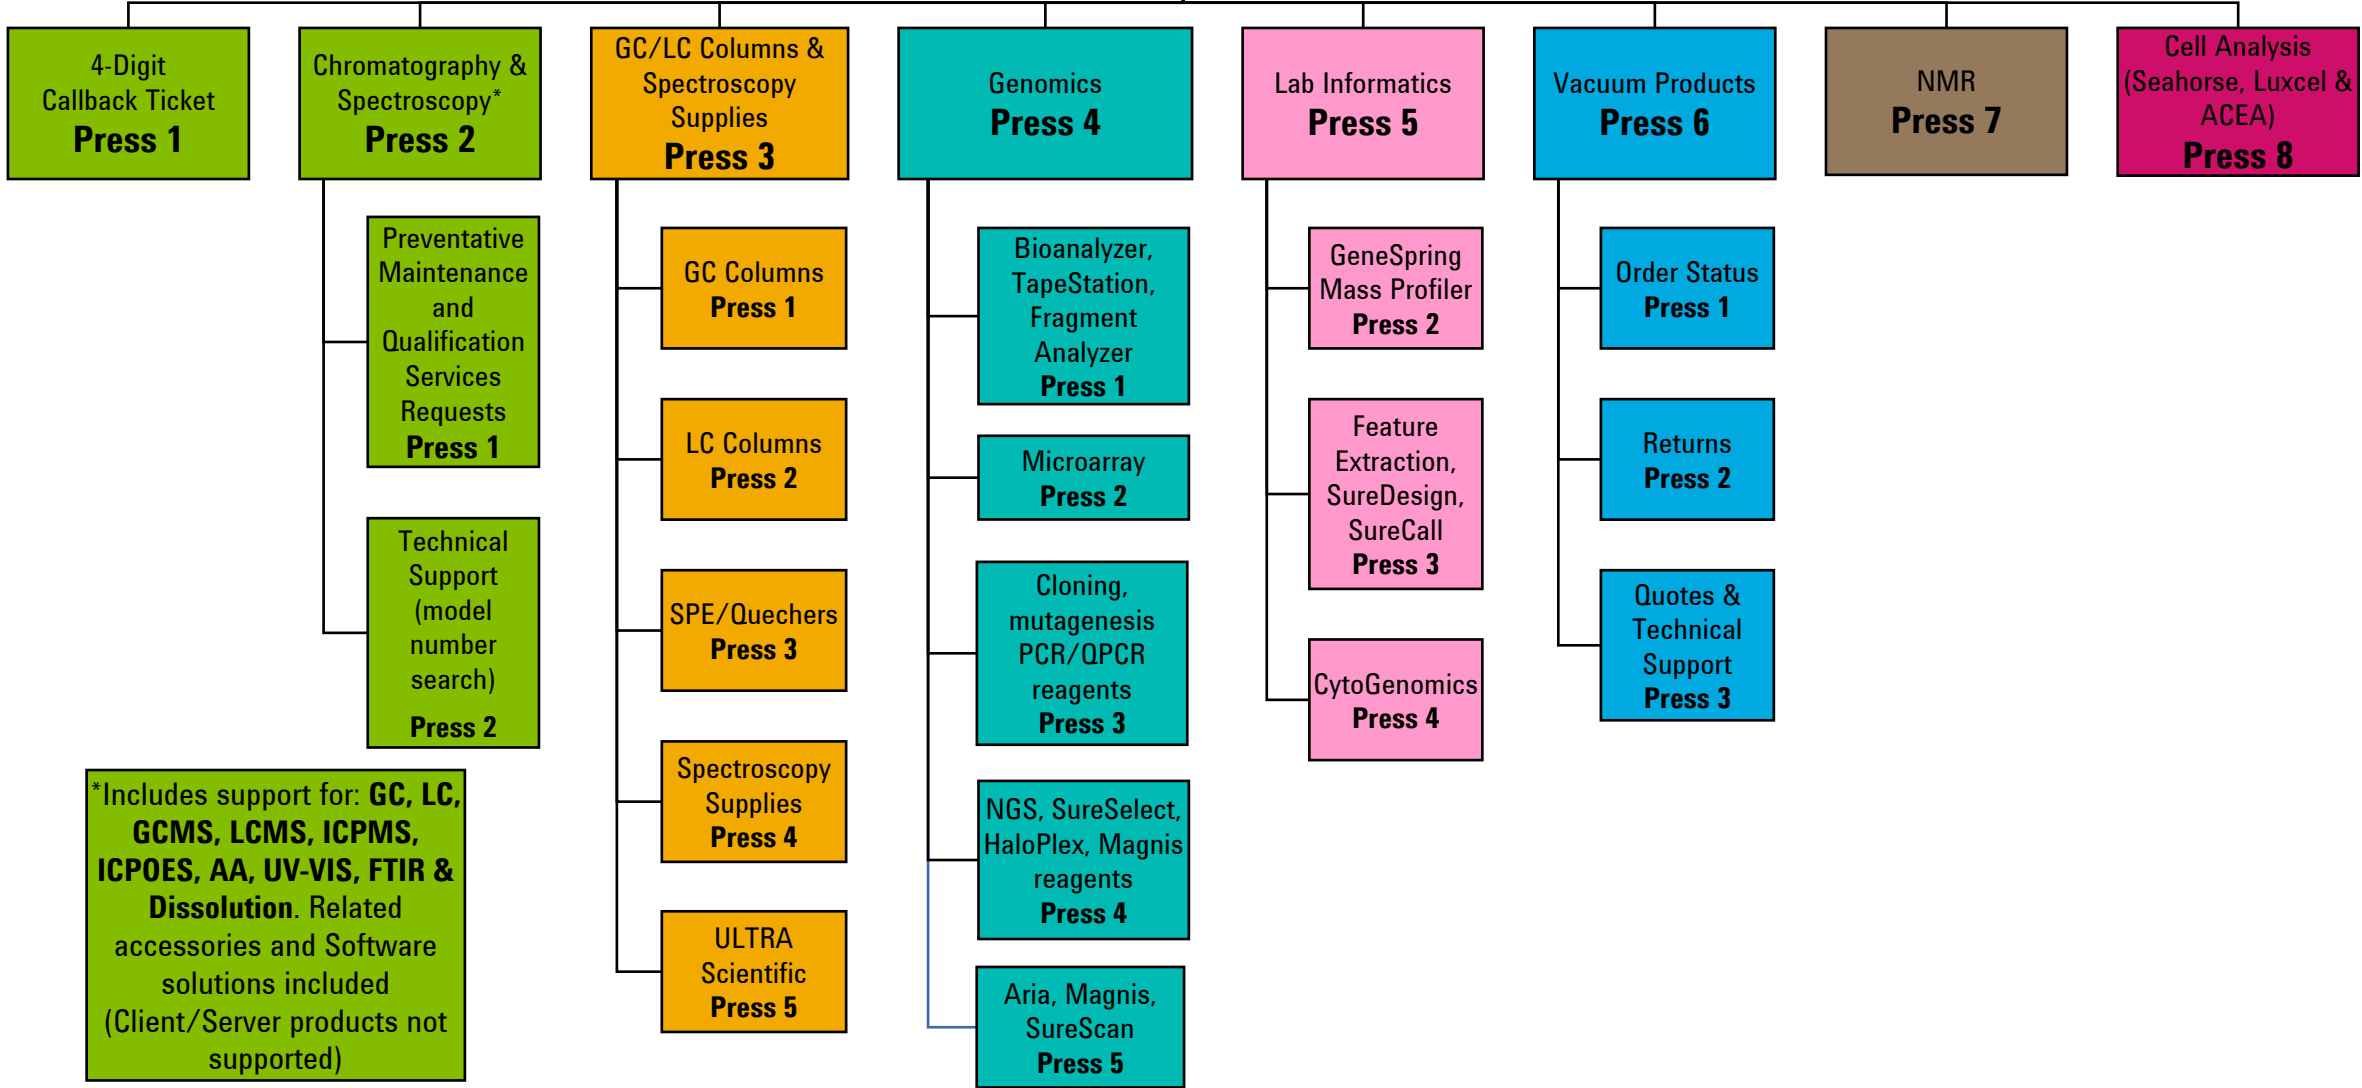 4-Digit
Callback Ticket
Press 1
Chromatography &
Spectroscopy*
Press 2
GC/LC Columns &
Spectroscopy
Supplies
Press 3
Genomics
Press 4
Lab Informatics
Press 5
Vacuum Products
Press 6
NMR
Press 7
Cell Analysis
(Seahorse, Luxcel &
ACEA)
Press 8
Preventative
Maintenance
and
Qualification
Services
Requests
Press 1
Technical
Support
(model
number
search)
Press 2
*Includes support for: GC, LC,
GCMS, LCMS, ICPMS,
ICPOES, AA, UV-VIS, FTIR &
Dissolution. Related
accessories and Software
solutions included
(Client/Server products not
supported)
GC Columns
Press 1
LC Columns
Press 2
SPE/Quechers
Press 3
Spectroscopy
Supplies
Press 4
ULTRA
Scientific
Press 5
Bioanalyzer,
TapeStation,
Fragment
Analyzer
Press 1
Microarray
Press 2
Cloning,
mutagenesis
PCR/QPCR
reagents
Press 3
NGS, SureSelect,
HaloPlex, Magnis
reagents
Press 4
Aria, Magnis,
SureScan
Press 5
GeneSpring
Mass Profiler
Press 2
Feature
Extraction,
SureDesign,
SureCall
Press 3
CytoGenomics
Press 4
Order Status
Press 1
Returns
Press 2
Quotes &
Technical
Support
Press 3